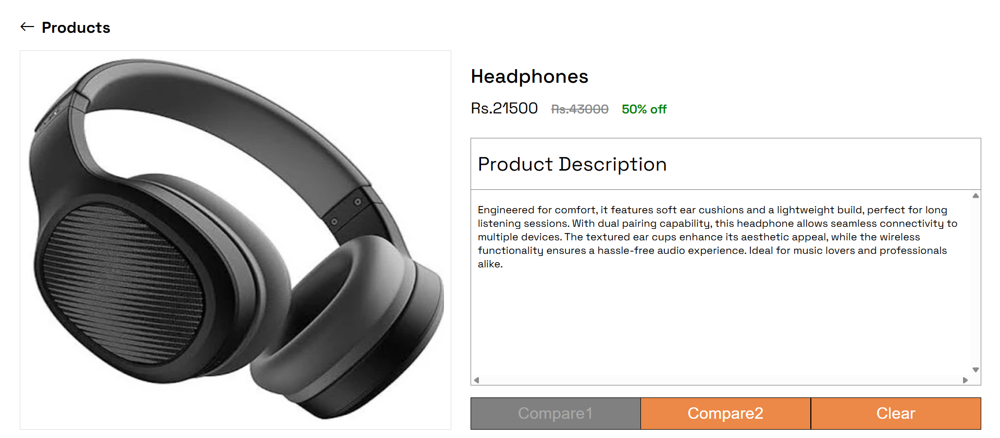 Products
Headphones
Rs.21500 Rs.43000 50% off
Product Description
Engineered for comfort, it features soft ear cushions and a lightweight build, perfect for long
listening sessions. With dual pairing capability, this headphone allows seamless connectivity to
multiple devices. The textured ear cups enhance its aesthetic appeal, while the wireless
functionality ensures a hassle-free audio experience. Ideal for music lovers and professionals
alike.
Compare1 Compare2 Clear